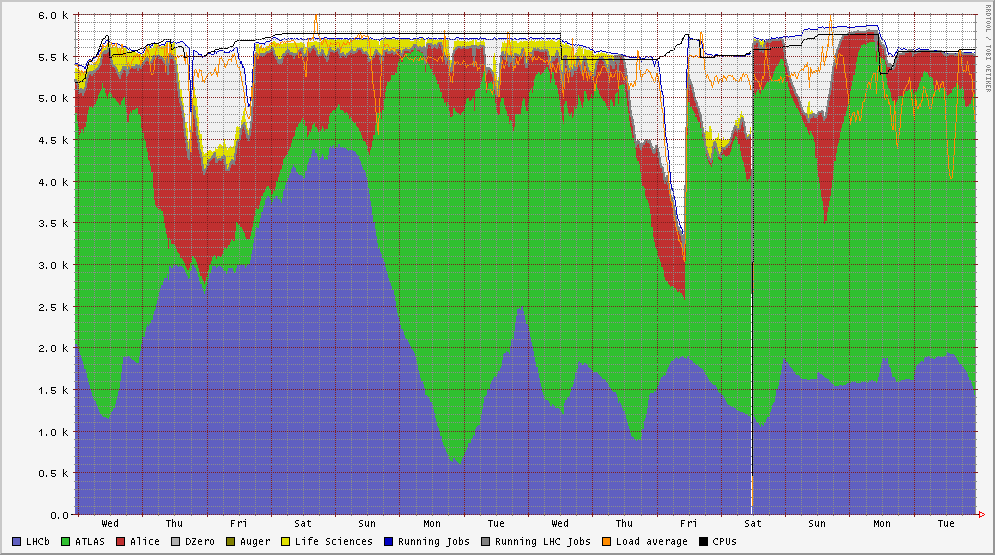 RRDTOOL / TOBI OETIKER
6.0 k
5.5 k
5.0 k
4.5 k
4.0 k
3.5 k
3.0 k
2.5 k
2.0 k
1.5 k
1.0 k
0.5 k
0.0
Wed Thu Fri Sat Sun Mon Tue Wed Thu Fri Sat Sun Mon Tue
LHCb ATLAS Alice DZero Auger Life Sciences Running Jobs Running LHC Jobs Load average CPUs